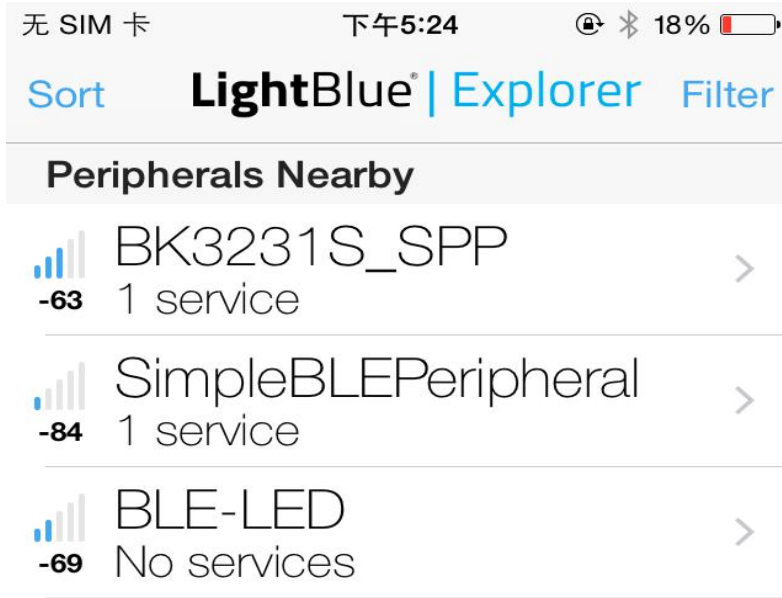 无 SIM 卡 下午5:24 18%
Sort LightBlue® | Explorer Filter
Peripherals Nearby
BK3231S_SPP
-63 1 service
SimpleBLEPeripheral
-84 1 service
BLE-LED
-69 No services